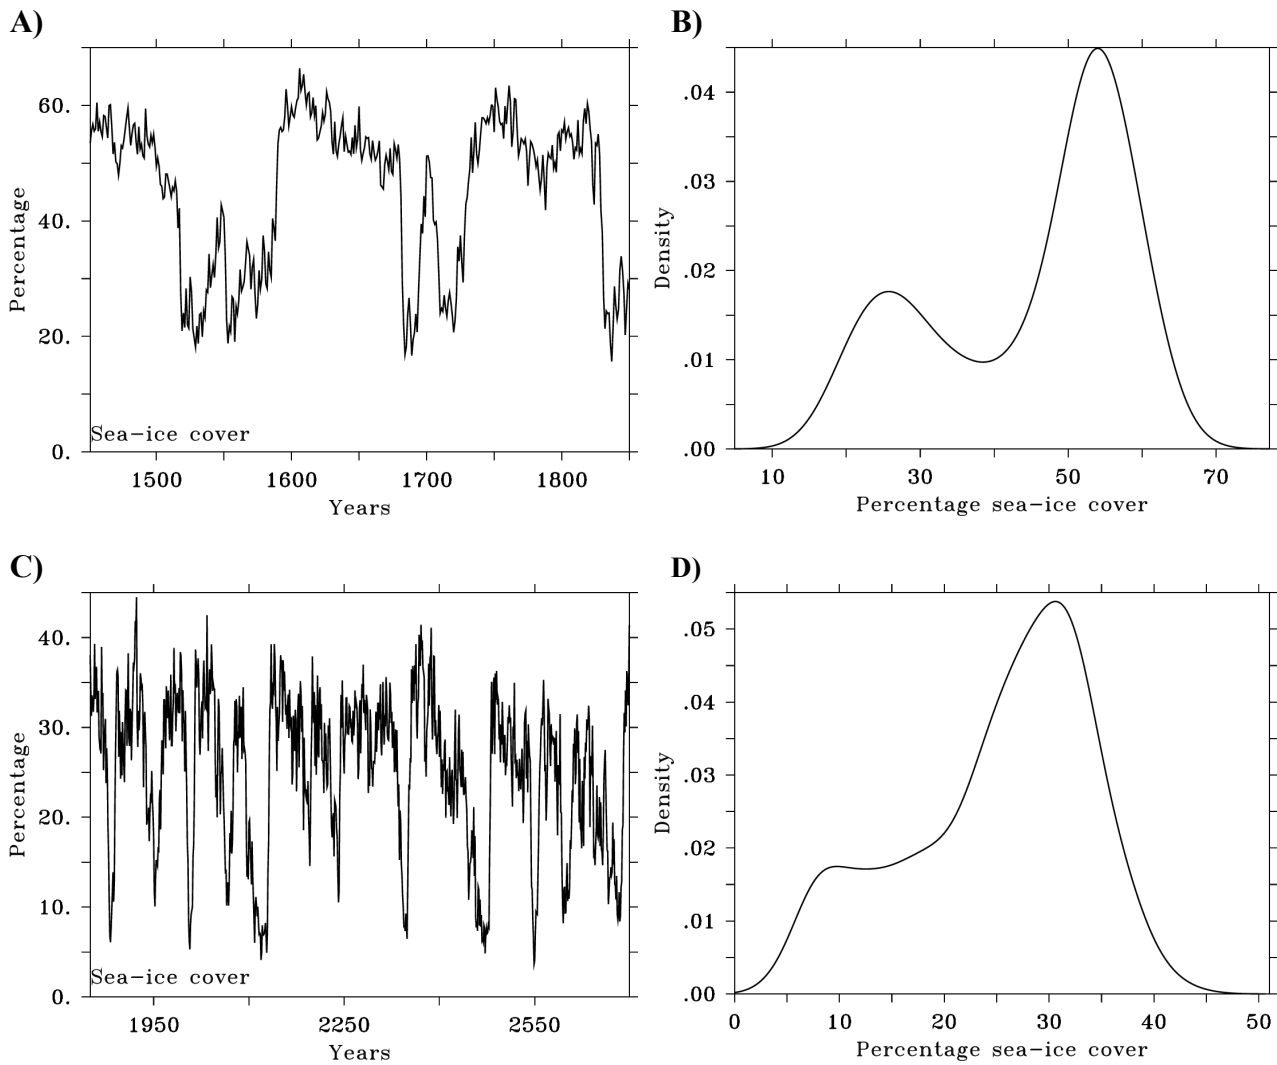 A)
60.
40.
20.
0.
Percentage
Sea-ice cover
1500 1600 1700 1800
Years
B)
.04
.03
.02
.01
.00
Density
10 30 50 70
Percentage sea-ice cover
C)
40.
30.
20.
10.
0.
Percentage
Sea-ice cover
1950 2250 2550
Years
D)
.05
.04
.03
.02
.01
.00
Density
0 10 20 30 40 50
Percentage sea-ice cover